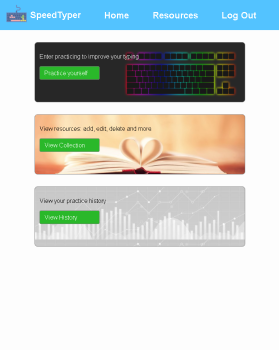 SpeedTyper Home Resources Log Out
Enter practicing to improve your typing
Practice yourself
View resources: add, edit, delete and more
View Collection
View your practice history
View History